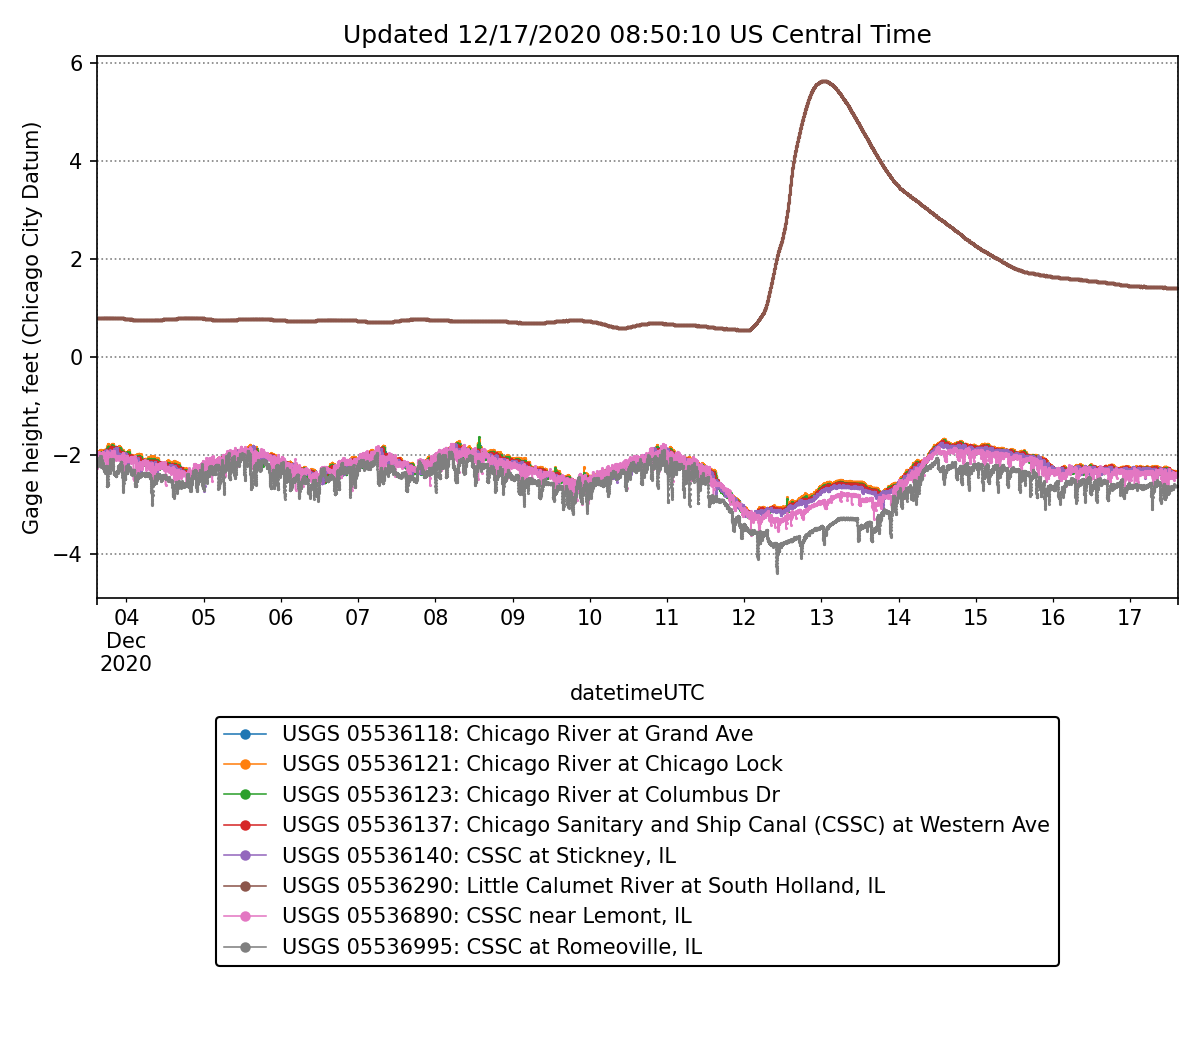 Updated 12/17/2020 08:50:10 US Central Time
Gage height, feet (Chicago City Datum)
6
4
2
0
−2
−4
04 05 06 07 08 09 10 11 12 13 14 15 16 17
Dec
2020
datetimeUTC
USGS 05536118: Chicago River at Grand Ave
USGS 05536121: Chicago River at Chicago Lock
USGS 05536123: Chicago River at Columbus Dr
USGS 05536137: Chicago Sanitary and Ship Canal (CSSC) at Western Ave
USGS 05536140: CSSC at Stickney, IL
USGS 05536290: Little Calumet River at South Holland, IL
USGS 05536890: CSSC near Lemont, IL
USGS 05536995: CSSC at Romeoville, IL